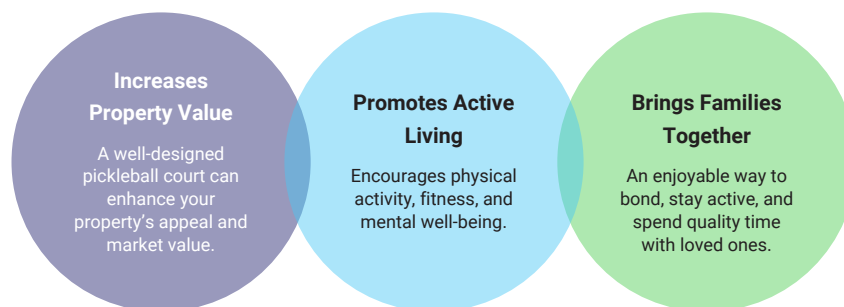 Increases
Property Value
A well-designed
pickleball court can
enhance your
property's appeal and
market value.
Promotes Active
Living
Encourages physical
activity, fitness, and
mental well-being.
Brings Families
Together
An enjoyable way to
bond, stay active, and
spend quality time
with loved ones.